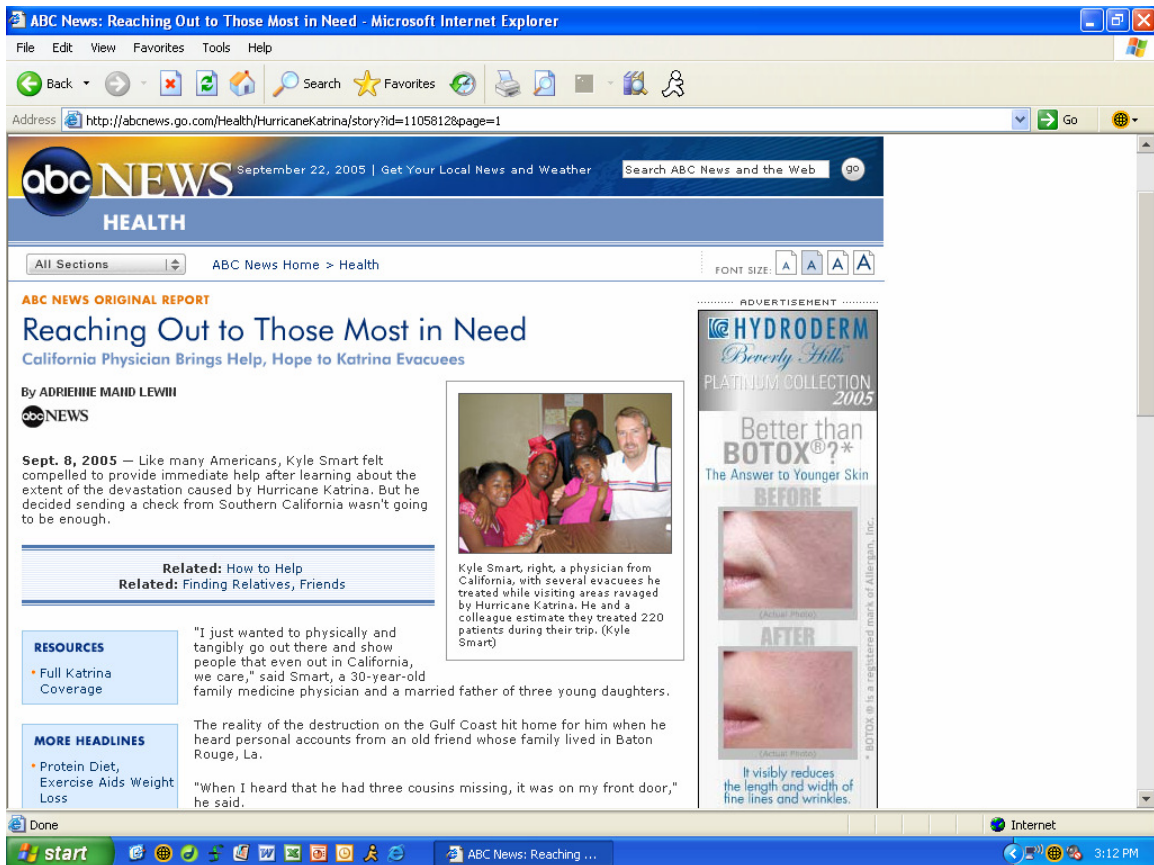 ABC News: Reaching Out to Those Most in Need - Microsoft Internet Explorer
File Edit View Favorites Tools Help
Back Search Favorites
Address http://abcnews.go.com/Health/HurricaneKatrina/story?id=1105812&page=1 Go
abc NEWS September 22, 2005 | Get Your Local News and Weather Search ABC News and the Web go
HEALTH
All Sections ABC News Home > Health FONT SIZE: A A A A
ABC NEWS ORIGINAL REPORT
Reaching Out to Those Most in Need
California Physician Brings Help, Hope to Katrina Evacuees
By ADRIENNE MAND LEWIN
abc NEWS
Sept. 8, 2005 — Like many Americans, Kyle Smart felt
compelled to provide immediate help after learning about the
extent of the devastation caused by Hurricane Katrina. But he
decided sending a check from Southern California wasn't going
to be enough.
Kyle Smart, right, a physician from
California, with several evacuees he
treated while visiting areas ravaged
by Hurricane Katrina. He and a
colleague estimate they treated 220
patients during their trip. (Kyle
Smart)
Related: How to Help
Related: Finding Relatives, Friends
RESOURCES
• Full Katrina
Coverage
MORE HEADLINES
• Protein Diet,
Exercise Aids Weight
Loss
"I just wanted to physically and
tangibly go out there and show
people that even out in California,
we care," said Smart, a 30-year-old
family medicine physician and a married father of three young daughters.
The reality of the destruction on the Gulf Coast hit home for him when he
heard personal accounts from an old friend whose family lived in Baton
Rouge, La.
"When I heard that he had three cousins missing, it was on my front door,"
he said.
ADVERTISEMENT
HYDRODERM
Beverly Hills™
PLATINUM COLLECTION
2005
Better than
BOTOX®?*
The Answer to Younger Skin
BEFORE
(Actual Photo)
AFTER
(Actual Photo)
It visibly reduces
the length and width of
fine lines and wrinkles.
* BOTOX ® is a registered mark of Allergan, Inc.
Done Internet
start ABC News: Reaching ... 3:12 PM